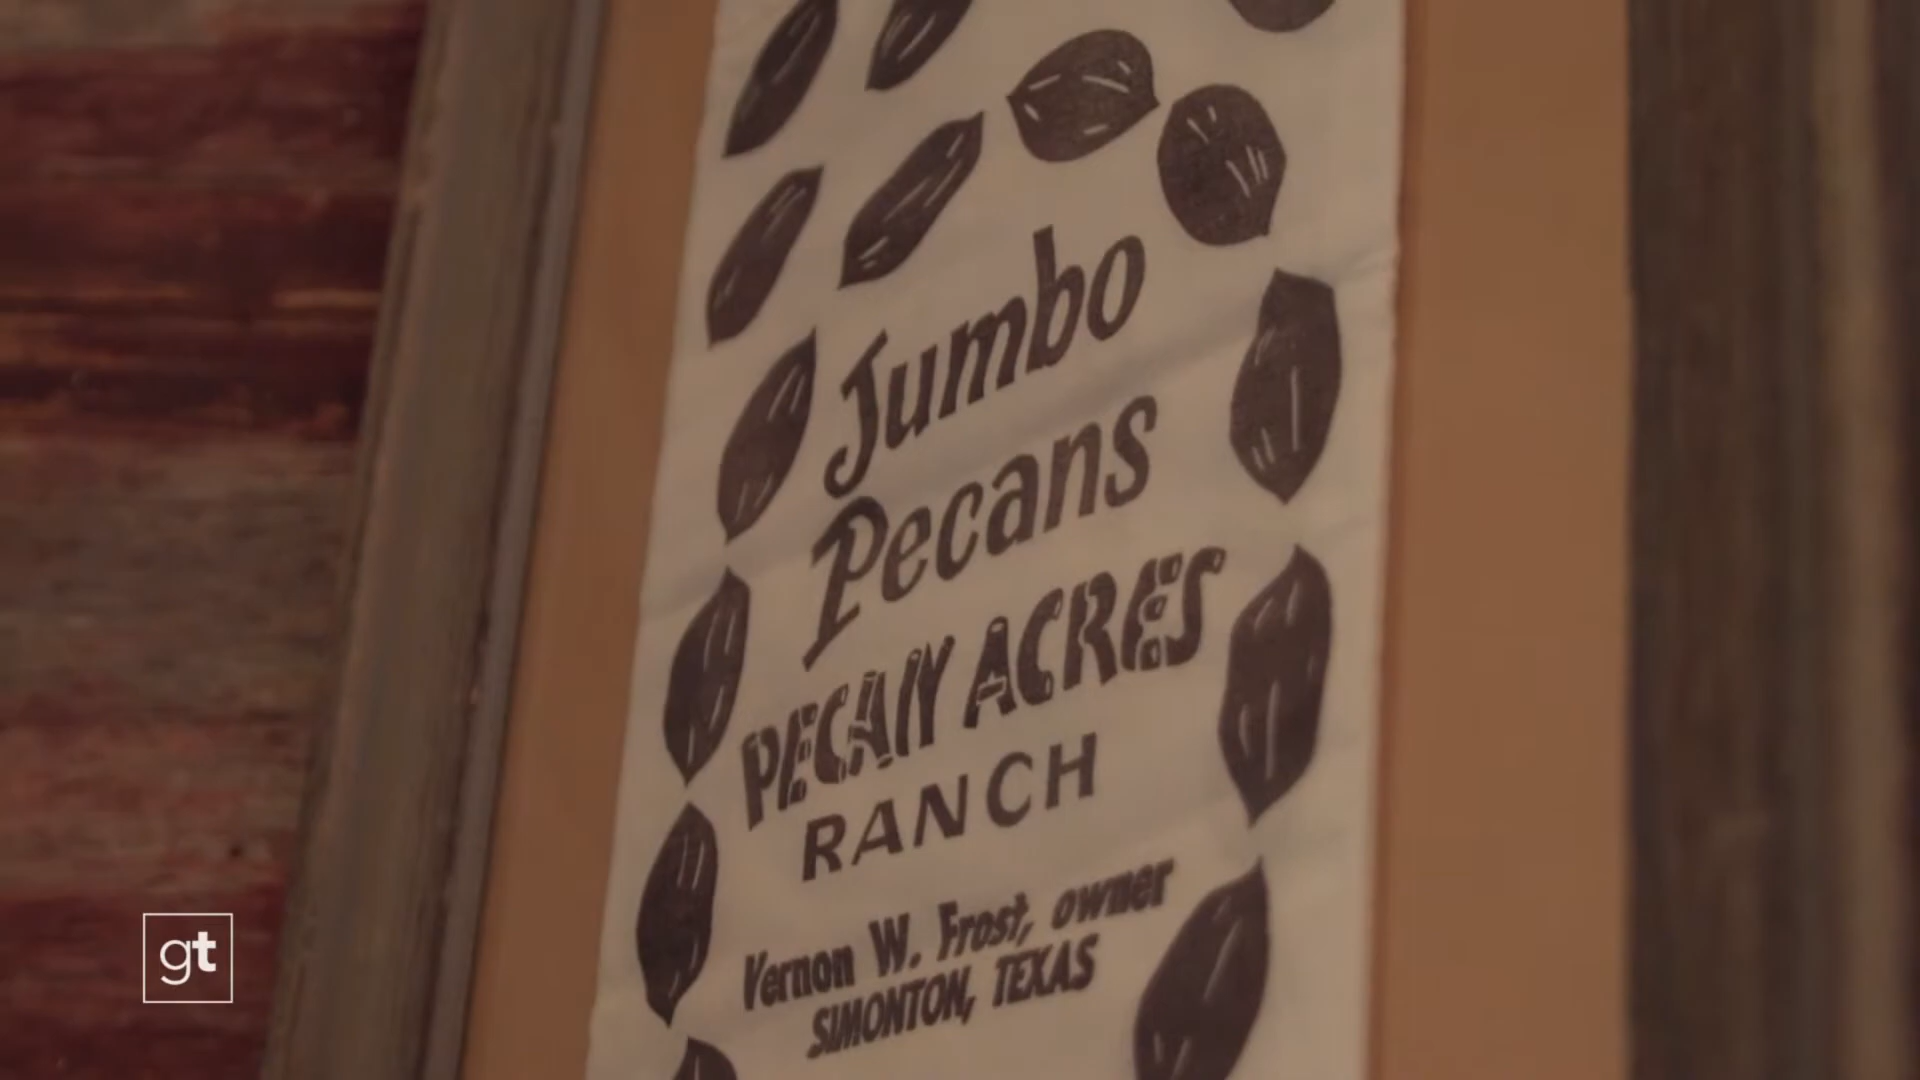 Jumbo
Pecans
PECAN ACRES
RANCH
Vernon W. Frost, owner
SIMONTON, TEXAS
gt